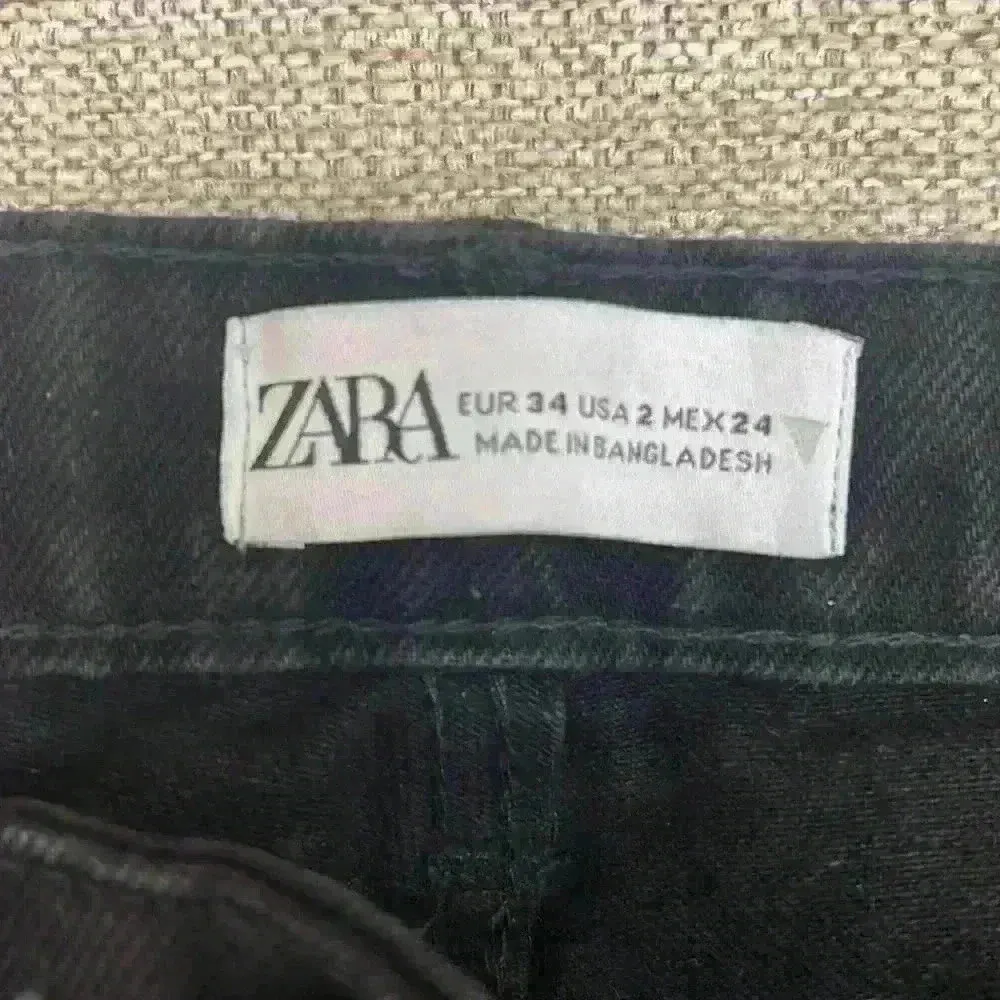 ZARA
EUR 34 USA 2 MEX 24
MADE IN BANGLADESH